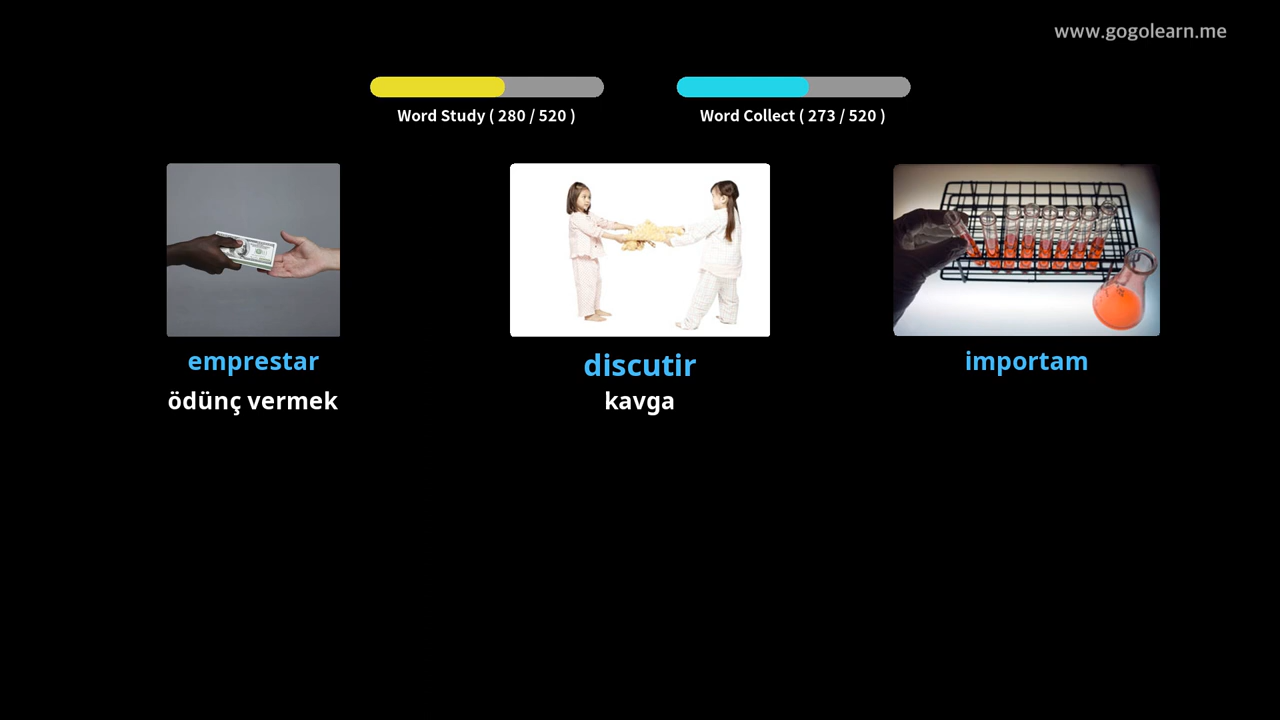 www.gogolearn.me
Word Study ( 280 / 520 )
Word Collect ( 273 / 520 )
emprestar
discutir
importam
ödünç vermek
kavga